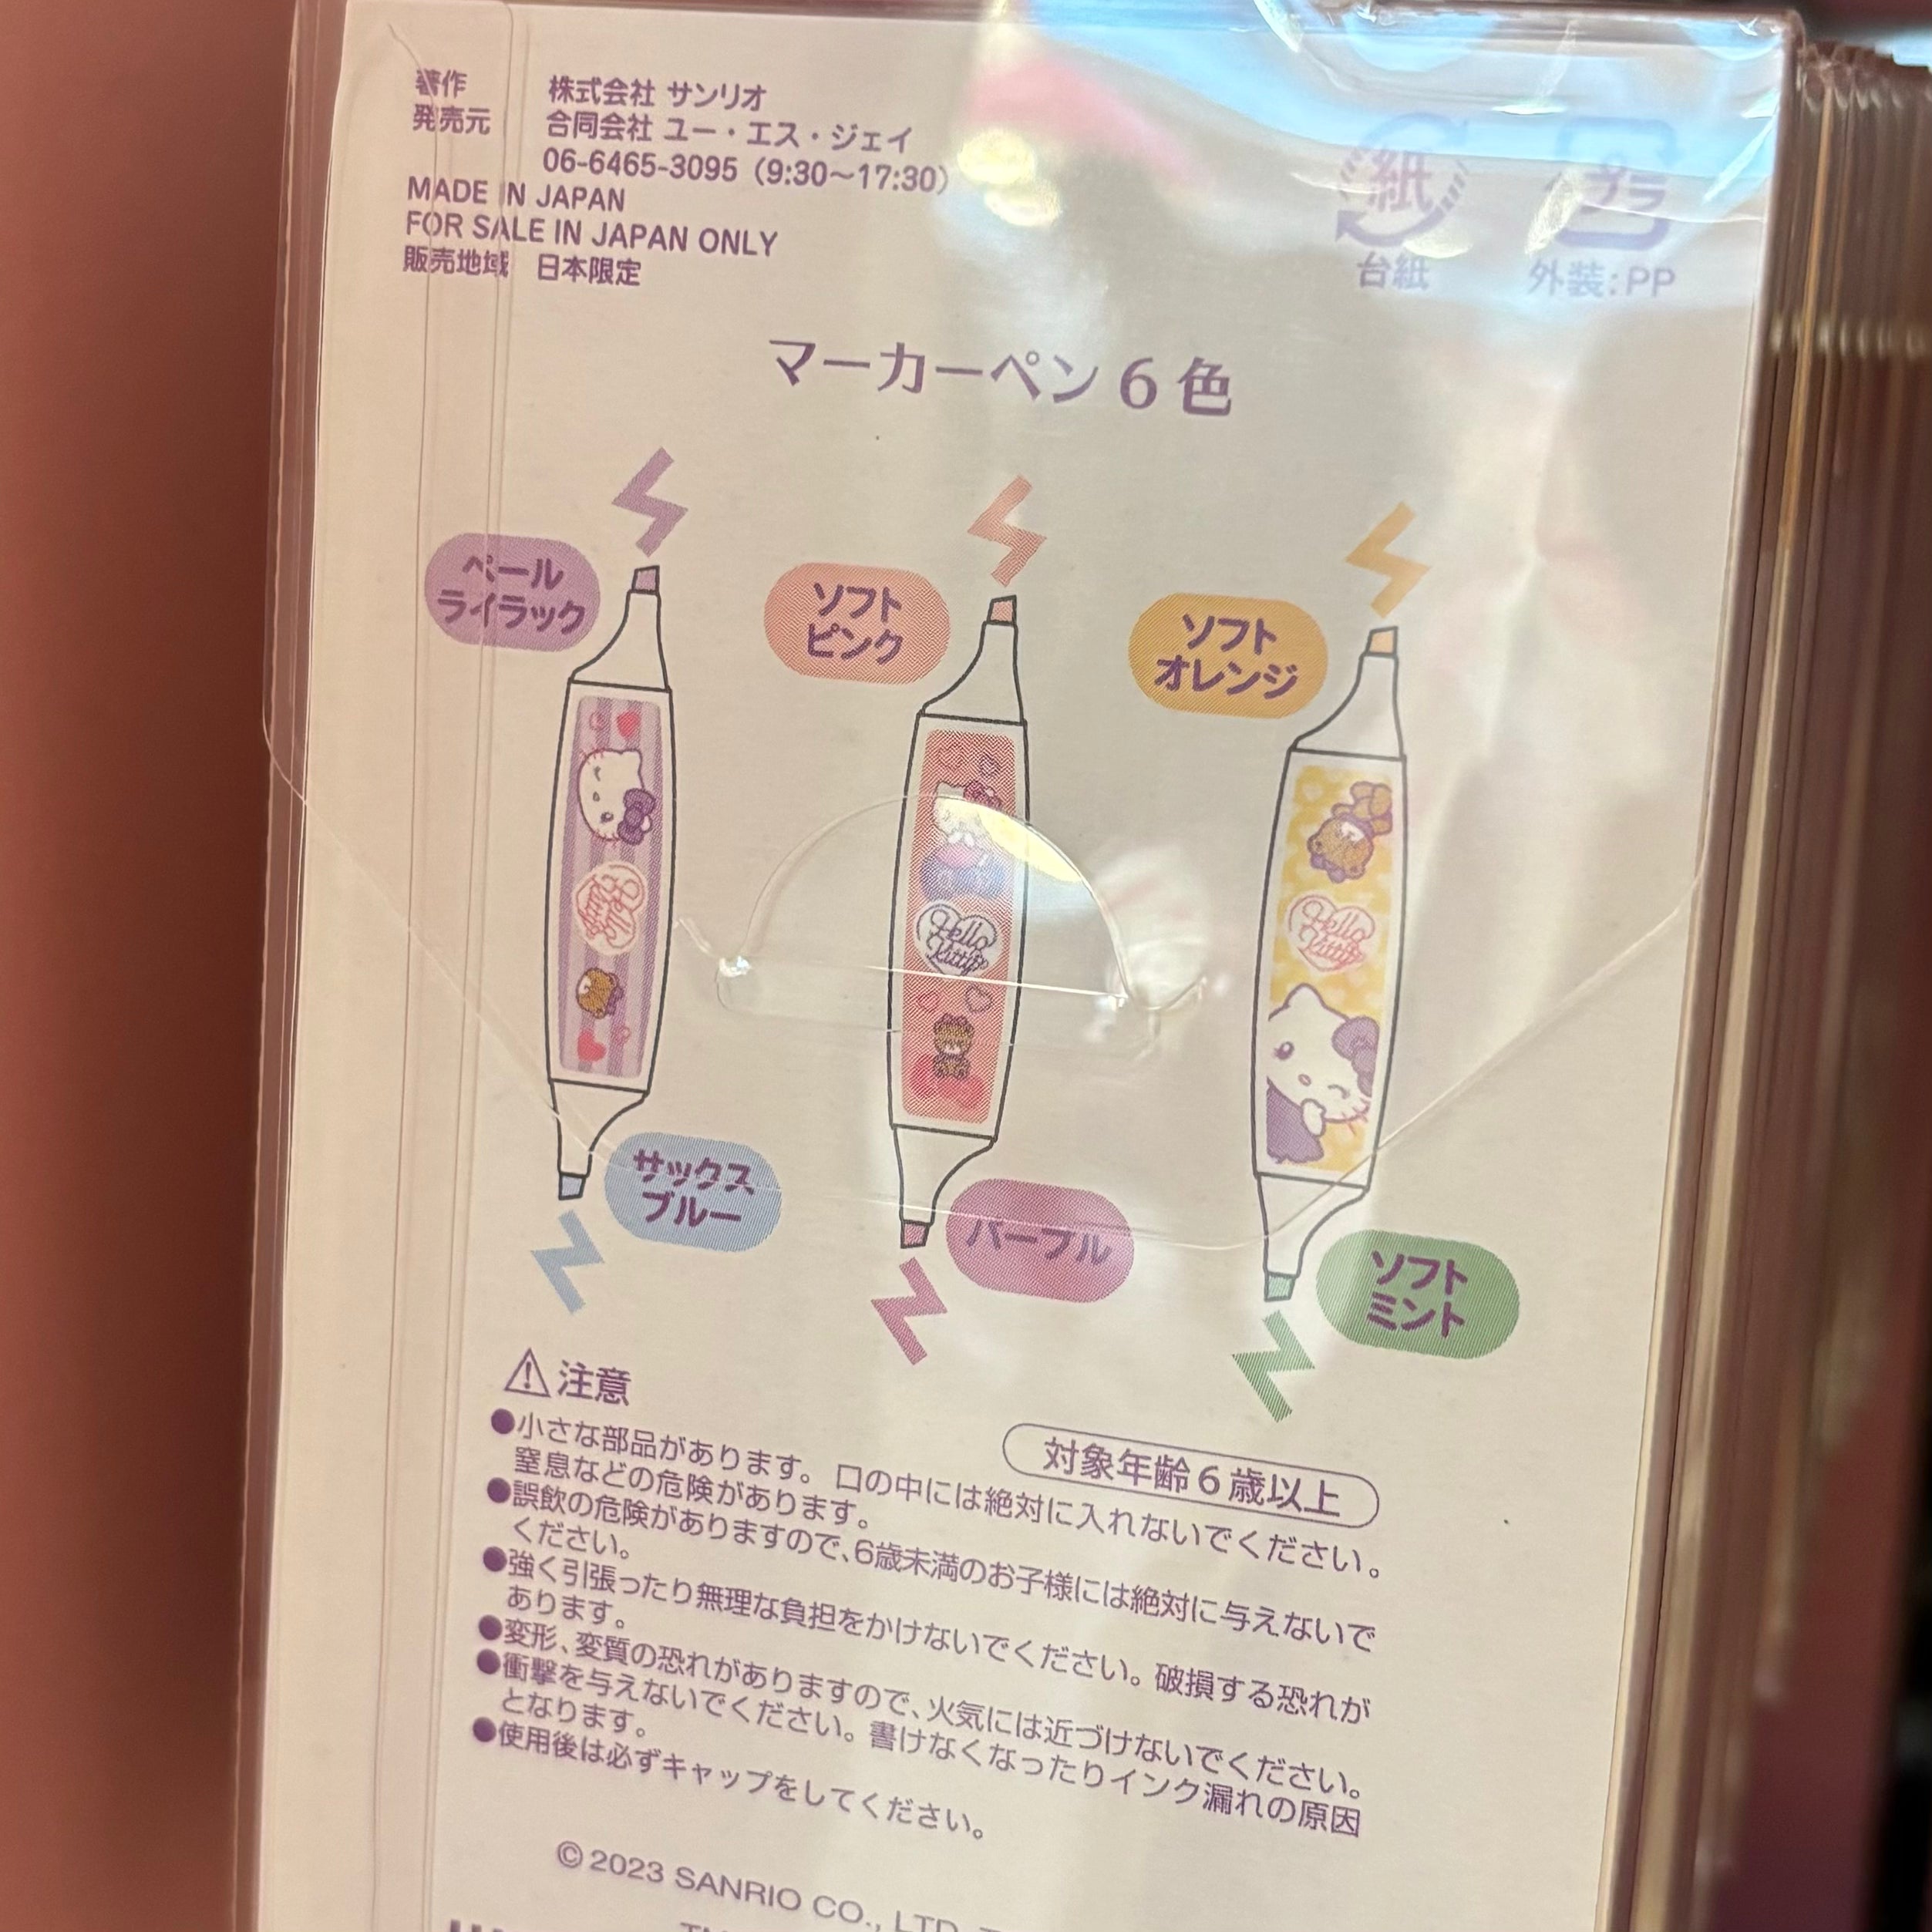 著作 株式会社 サンリオ
発売元 合同会社 ユー・エス・ジェイ
06-6465-3095（9:30～17:30）
MADE IN JAPAN
FOR SALE IN JAPAN ONLY
販売地域 日本限定
紙
台紙
プラ
外装:PP
マーカーペン6色
ペール
ライラック
ソフト
ピンク
ソフト
オレンジ
Hello
Kitty
Hello
Kitty
Hello
Kitty
サックス
ブルー
パープル
ソフト
ミント
注意
対象年齢6歳以上
●小さな部品があります。口の中には絶対に入れないでください。
窒息などの危険があります。
●誤飲の危険がありますので、6歳未満のお子様には絶対に与えないで
ください。
●強く引張ったり無理な負担をかけないでください。破損する恐れが
あります。
●変形、変質の恐れがありますので、火気には近づけないでください。
●衝撃を与えないでください。書けなくなったりインク漏れの原因
となります。
●使用後は必ずキャップをしてください。
©2023 SANRIO CO., LTD.